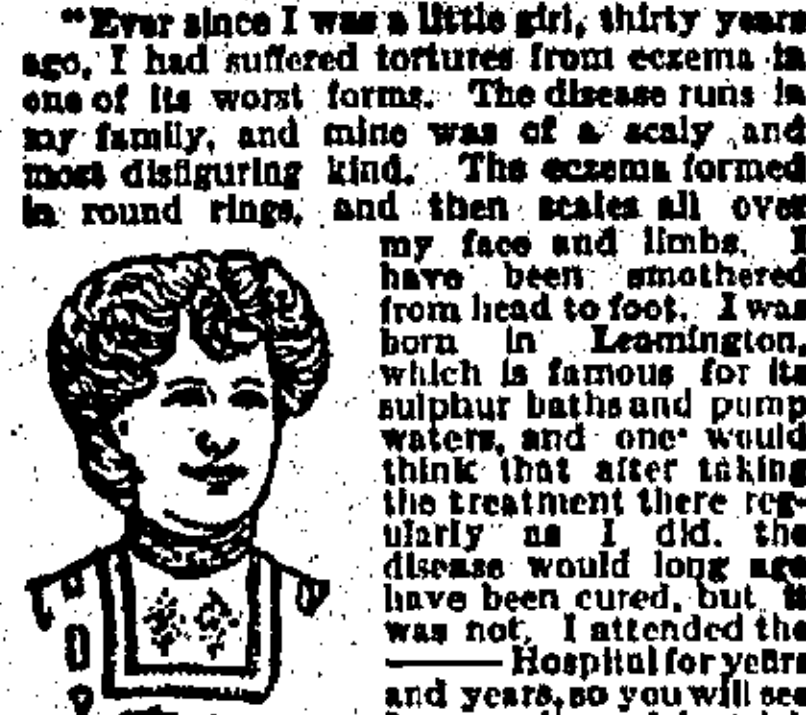 "Ever since I was a little girl, thirty years
ago, I had suffered tortures from eczema in
one of its worst forms. The disease runs in
my family, and mine was of a scaly and
most disfiguring kind. The eczema formed
in round rings, and then scales all over
my face and limbs. I
have been smothered
from head to foot. I was
born in Leamington,
which is famous for its
sulphur baths and pump
waters, and one would
think that after taking
the treatment there reg-
ularly as I did, the
disease would long ago
have been cured, but it
was not. I attended the
—— Hospital for years
and years, so you will see